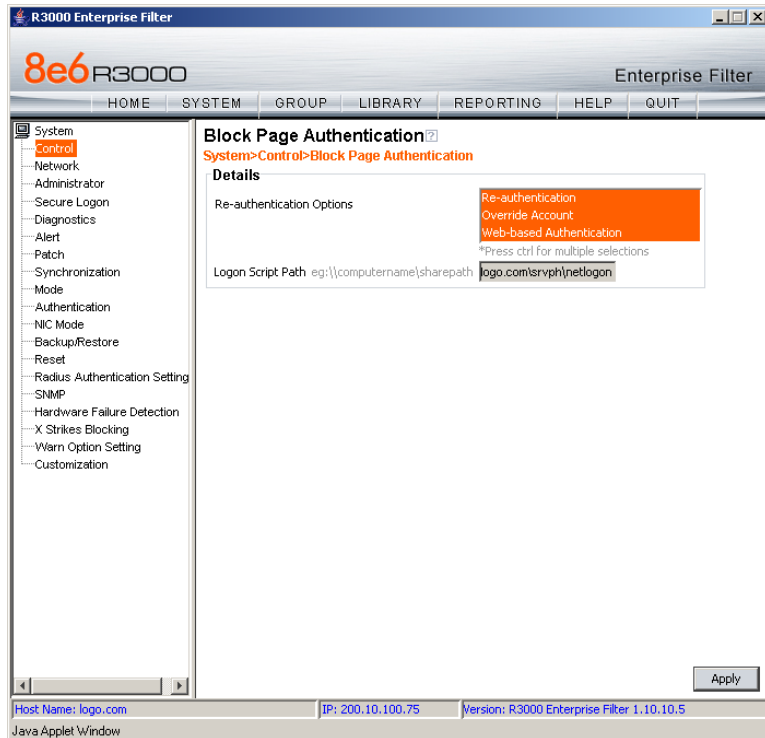 R3000 Enterprise Filter
8e6 R3000
Enterprise Filter
HOME SYSTEM GROUP LIBRARY REPORTING HELP QUIT
System
Control
Network
Administrator
Secure Logon
Diagnostics
Alert
Patch
Synchronization
Mode
Authentication
NIC Mode
Backup/Restore
Reset
Radius Authentication Setting
SNMP
Hardware Failure Detection
X Strikes Blocking
Warn Option Setting
Customization
Block Page Authentication
System>Control>Block Page Authentication
Details
Re-authentication Options
Re-authentication
Override Account
Web-based Authentication
*Press ctrl for multiple selections
Logon Script Path eg:\\computername\sharepath logo.com\srvph\netlogon
Apply
Host Name: logo.com IP: 200.10.100.75 Version: R3000 Enterprise Filter 1.10.10.5
Java Applet Window